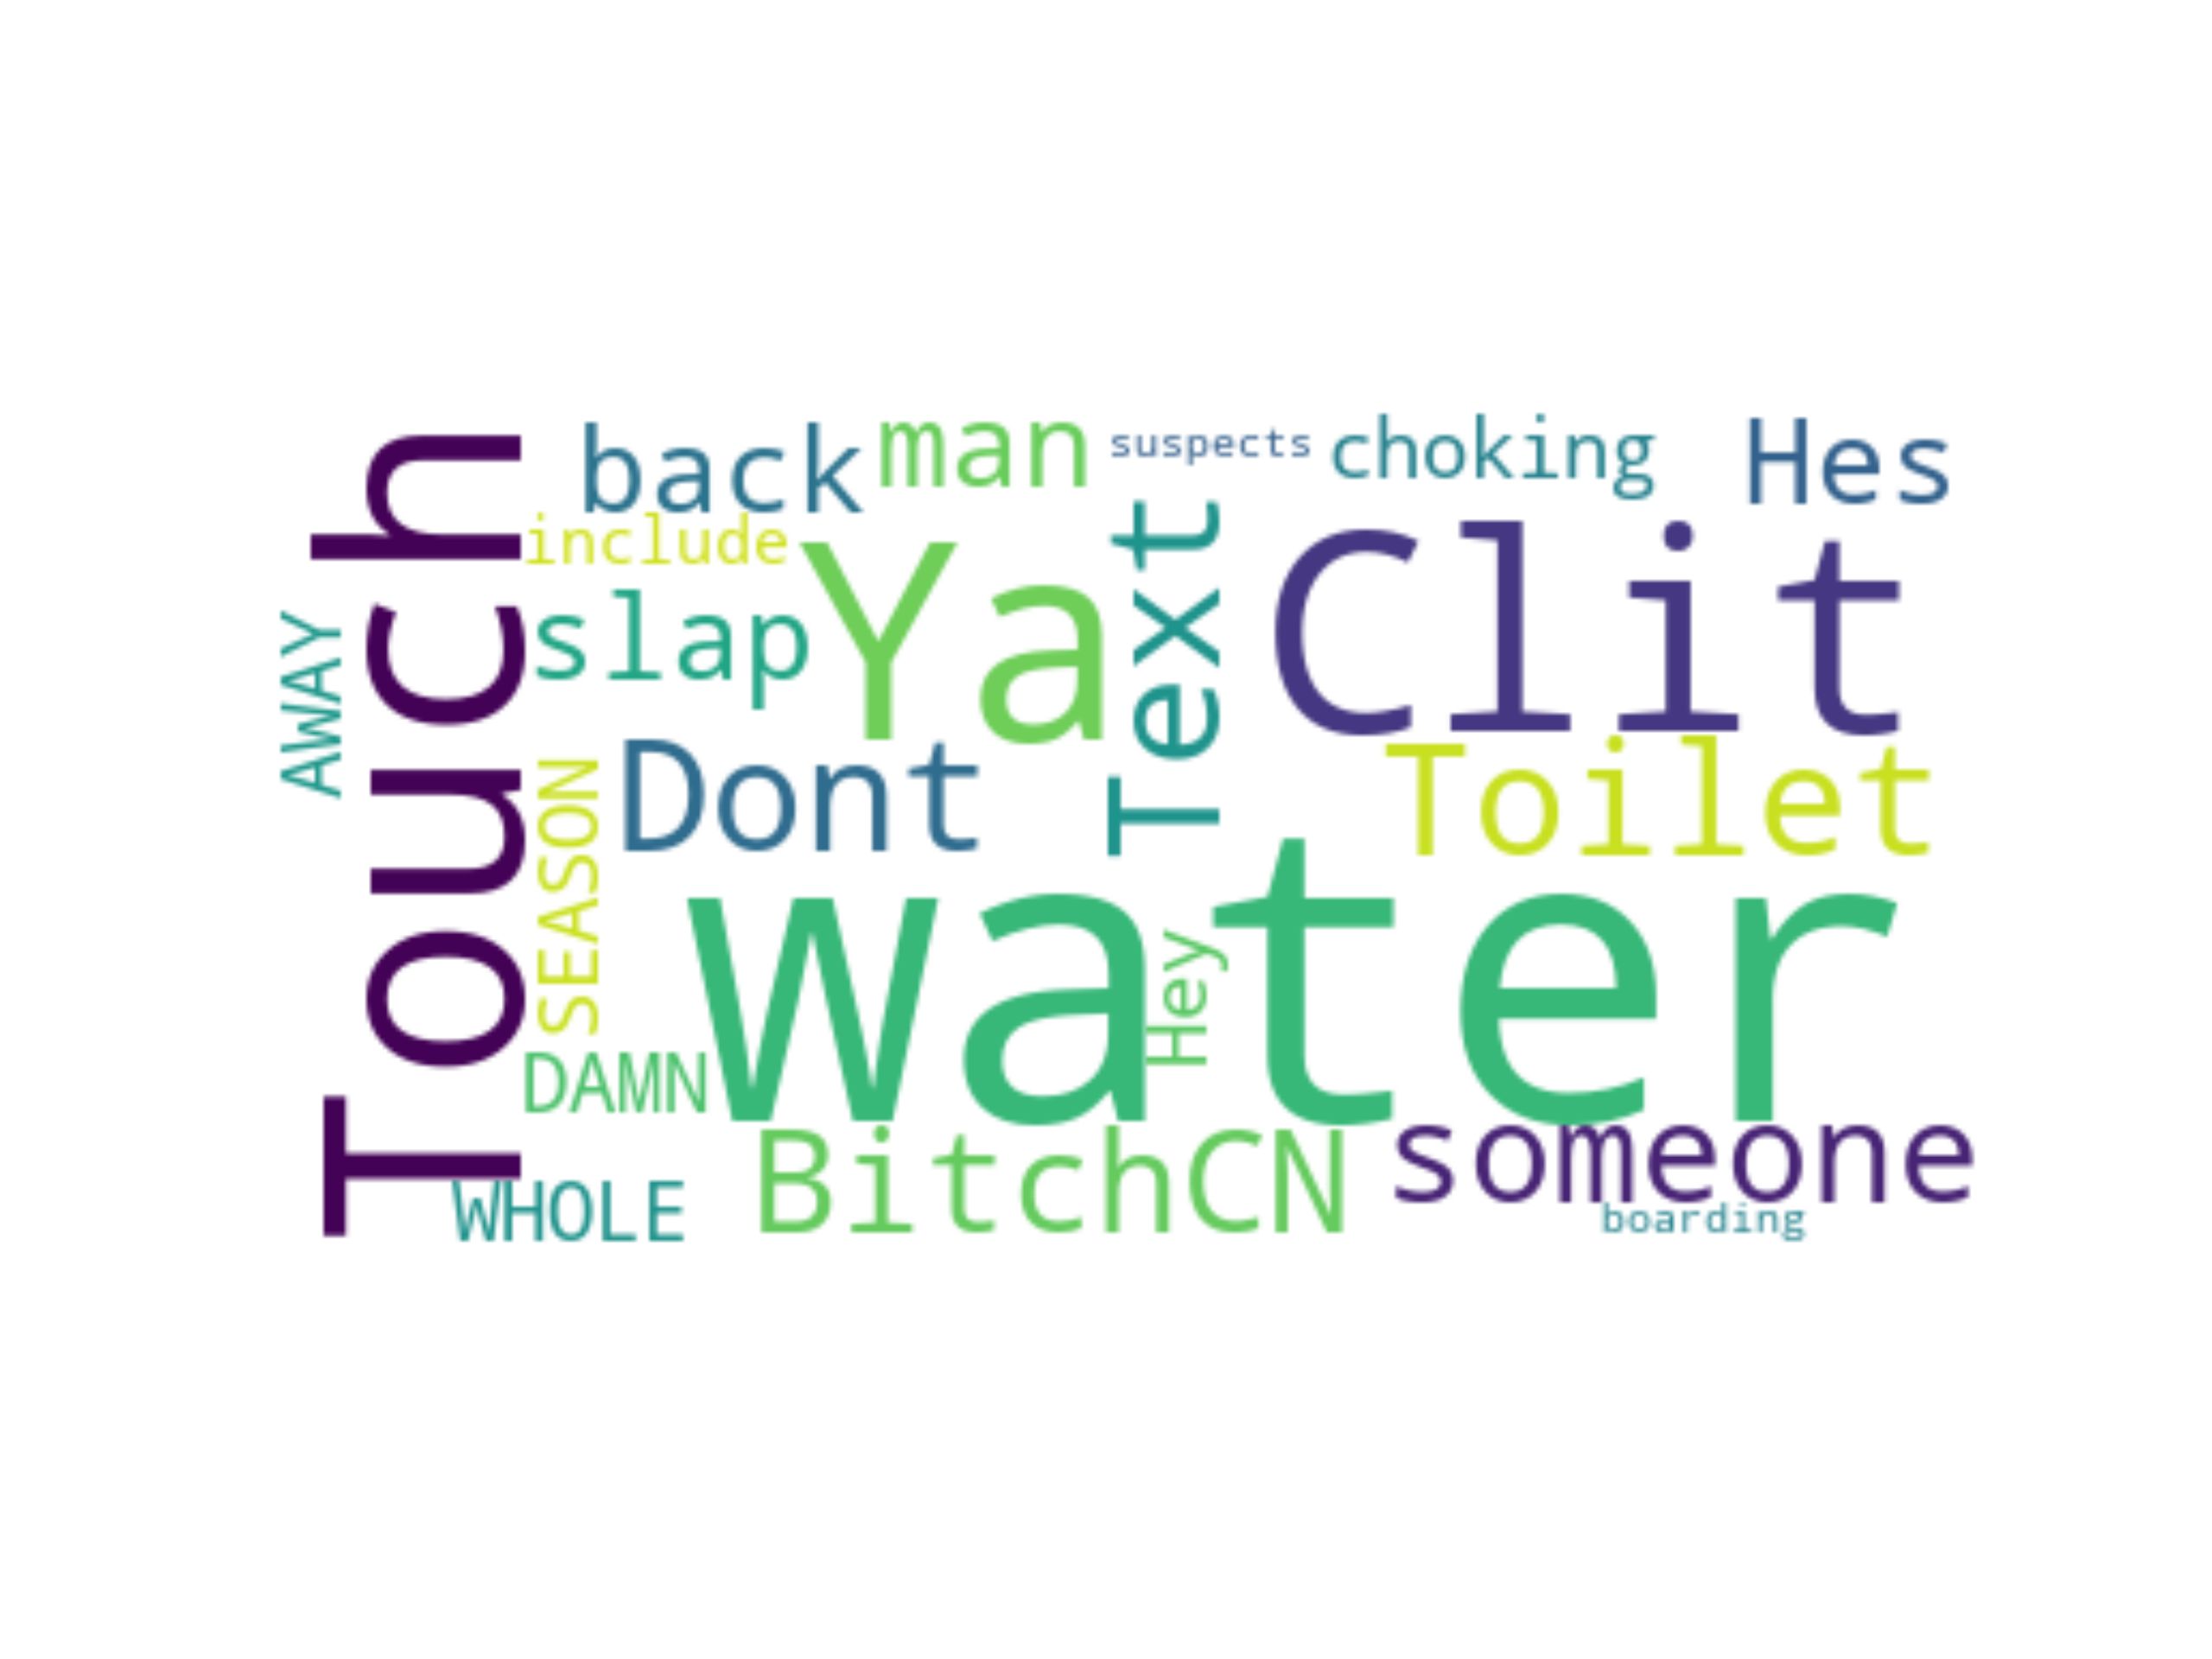 back
man
suspects
choking
Hes
include
Touch
Text
Clit
Ya
slap
AWAY
Dont
Toilet
SEASON
water
Hey
DAMN
BitchCN
someone
WHOLE
boarding